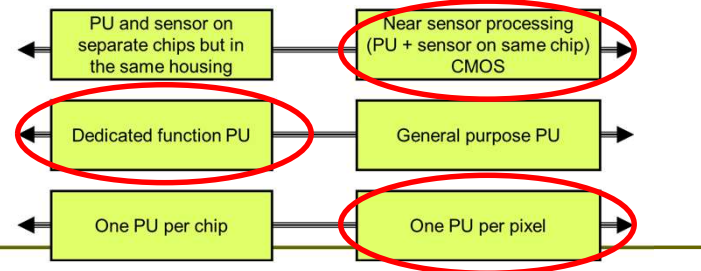 PU and sensor on
separate chips but in
the same housing
Near sensor processing
(PU + sensor on same chip)
CMOS
Dedicated function PU
General purpose PU
One PU per chip
One PU per pixel